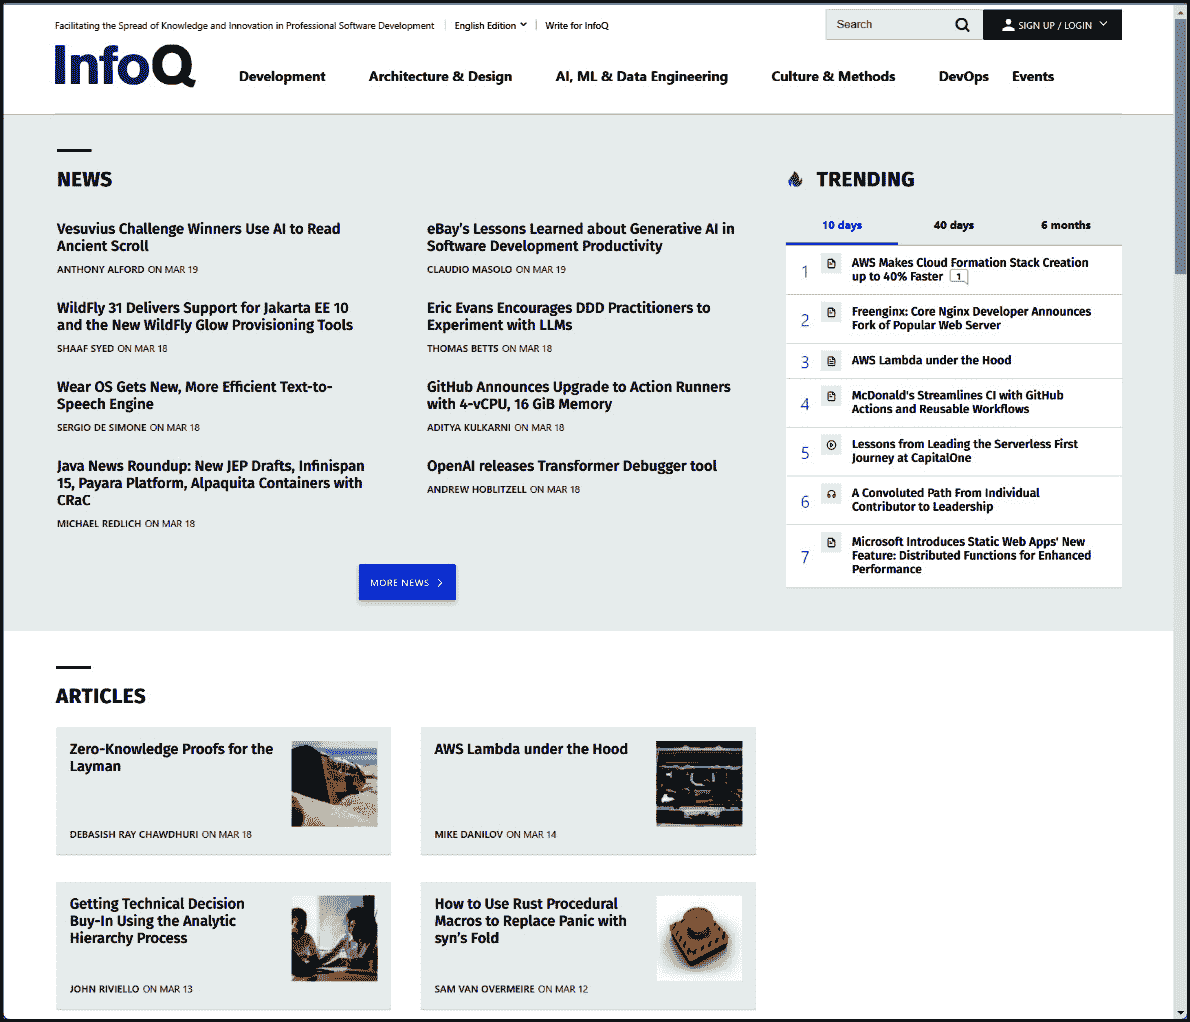 Facilitating the Spread of Knowledge and Innovation in Professional Software Development
English Edition
Write for InfoQ
Search
SIGN UP / LOGIN
InfoQ
Development
Architecture & Design
AI, ML & Data Engineering
Culture & Methods
DevOps
Events
NEWS
Vesuvius Challenge Winners Use AI to Read
Ancient Scroll
ANTHONY ALFORD ON MAR 19
eBay's Lessons Learned about Generative AI in
Software Development Productivity
CLAUDIO MASOLO ON MAR 19
WildFly 31 Delivers Support for Jakarta EE 10
and the New WildFly Glow Provisioning Tools
SHAAF SYED ON MAR 18
Eric Evans Encourages DDD Practitioners to
Experiment with LLMs
THOMAS BETTS ON MAR 18
Wear OS Gets New, More Efficient Text-to-
Speech Engine
SERGIO DE SIMONE ON MAR 18
GitHub Announces Upgrade to Action Runners
with 4-vCPU, 16 GiB Memory
ADITYA KULKARNI ON MAR 18
Java News Roundup: New JEP Drafts, Infinispan
15, Payara Platform, Alpaquita Containers with
CRaC
MICHAEL REDLICH ON MAR 18
OpenAI releases Transformer Debugger tool
ANDREW HOBLITZELL ON MAR 18
MORE NEWS
TRENDING
10 days
40 days
6 months
1
AWS Makes Cloud Formation Stack Creation
up to 40% Faster 1
2
Freenginx: Core Nginx Developer Announces
Fork of Popular Web Server
3
AWS Lambda under the Hood
4
McDonald's Streamlines CI with GitHub
Actions and Reusable Workflows
5
Lessons from Leading the Serverless First
Journey at CapitalOne
6
A Convoluted Path From Individual
Contributor to Leadership
7
Microsoft Introduces Static Web Apps' New
Feature: Distributed Functions for Enhanced
Performance
ARTICLES
Zero-Knowledge Proofs for the
Layman
DEBASISH RAY CHAWDHURI ON MAR 18
AWS Lambda under the Hood
MIKE DANILOV ON MAR 14
Getting Technical Decision
Buy-In Using the Analytic
Hierarchy Process
JOHN RIVIELLO ON MAR 13
How to Use Rust Procedural
Macros to Replace Panic with
syn's Fold
SAM VAN OVERMEIRE ON MAR 12